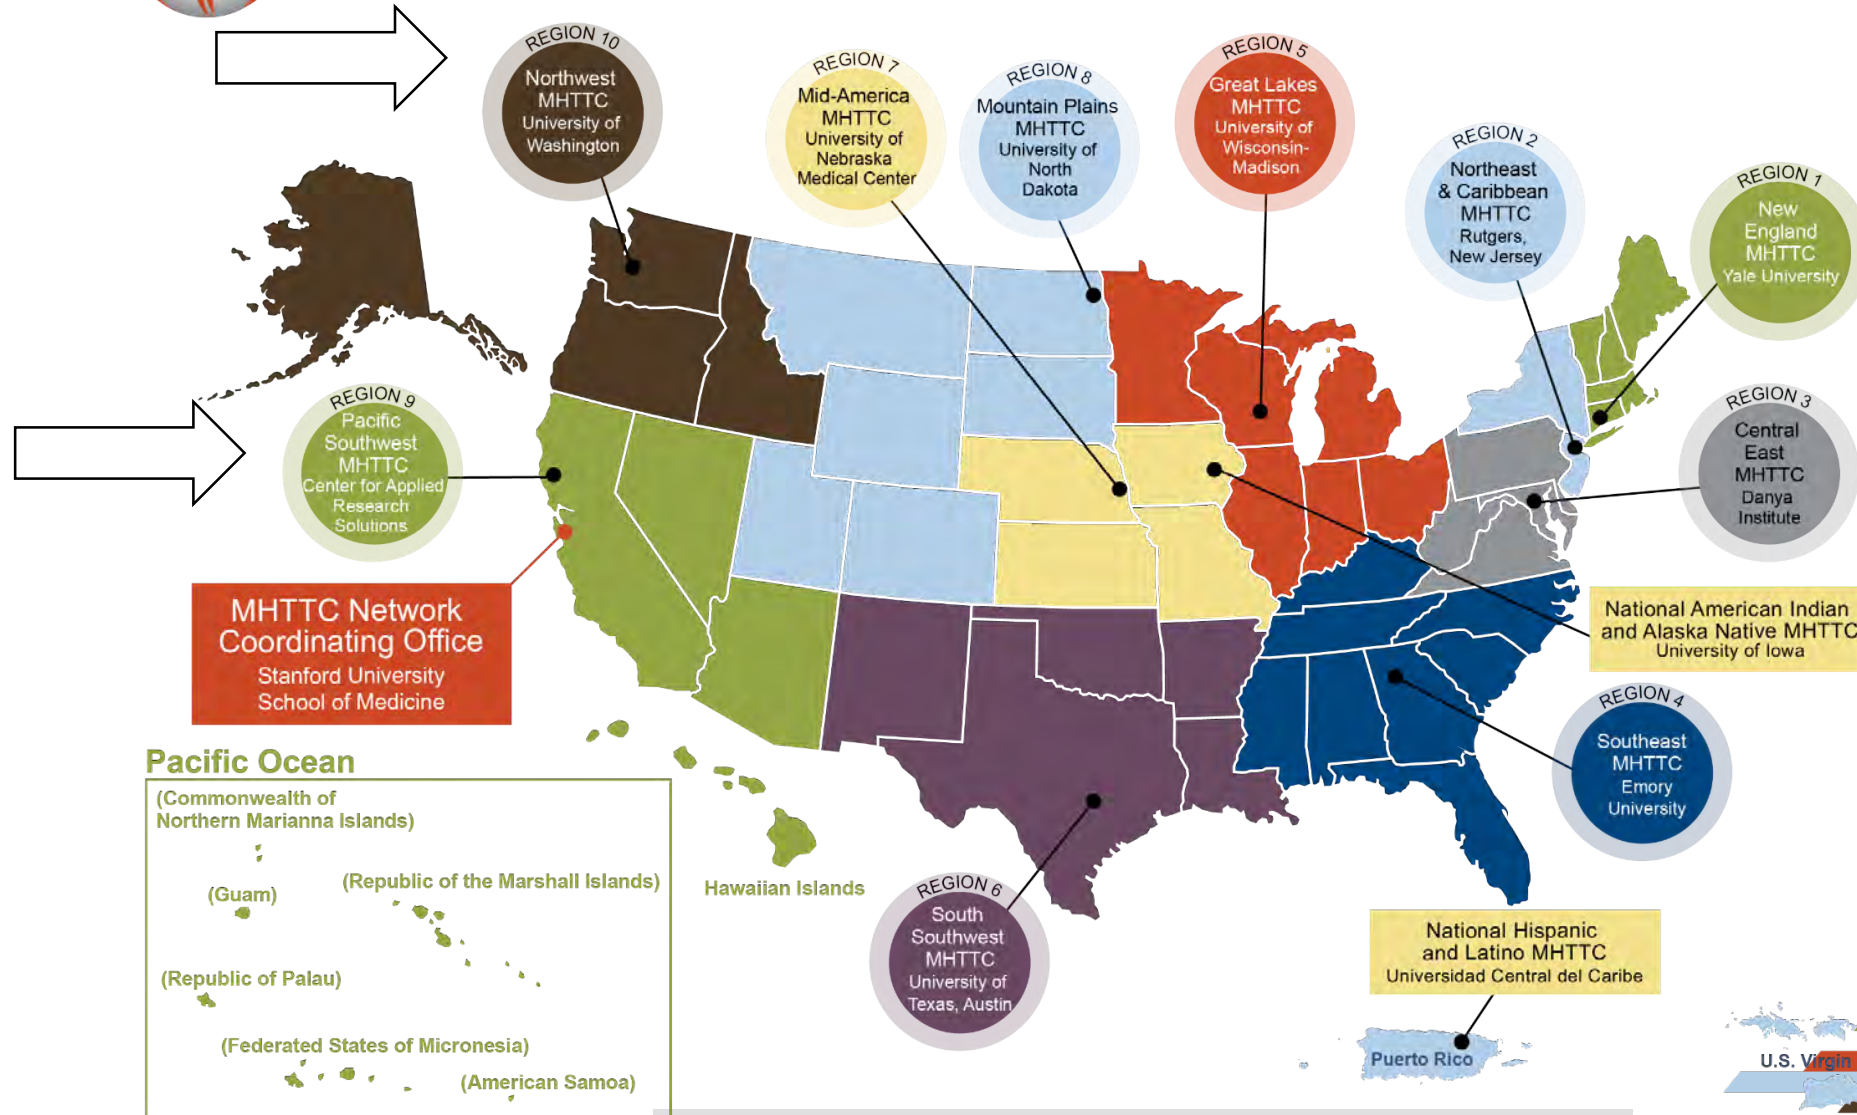 REGION 10
Northwest
MHTTC
University of
Washington
REGION 7
Mid-America
MHTTC
University of
Nebraska
Medical Center
REGION 8
Mountain Plains
MHTTC
University of
North
Dakota
REGION 5
Great Lakes
MHTTC
University of
Wisconsin-
Madison
REGION 2
Northeast
& Caribbean
MHTTC
Rutgers,
New Jersey
REGION 1
New
England
MHTTC
Yale University
REGION 9
Pacific
Southwest
MHTTC
Center for Applied
Research
Solutions
REGION 3
Central
East
MHTTC
Danya
Institute
MHTTC Network
Coordinating Office
Stanford University
School of Medicine
National American Indian
and Alaska Native MHTTC
University of Iowa
REGION 4
Southeast
MHTTC
Emory
University
Pacific Ocean
(Commonwealth of
Northern Marianna Islands)
(Guam)
(Republic of the Marshall Islands)
(Republic of Palau)
(Federated States of Micronesia)
(American Samoa)
Hawaiian Islands
REGION 6
South
Southwest
MHTTC
University of
Texas, Austin
National Hispanic
and Latino MHTTC
Universidad Central del Caribe
Puerto Rico
U.S. Virgin